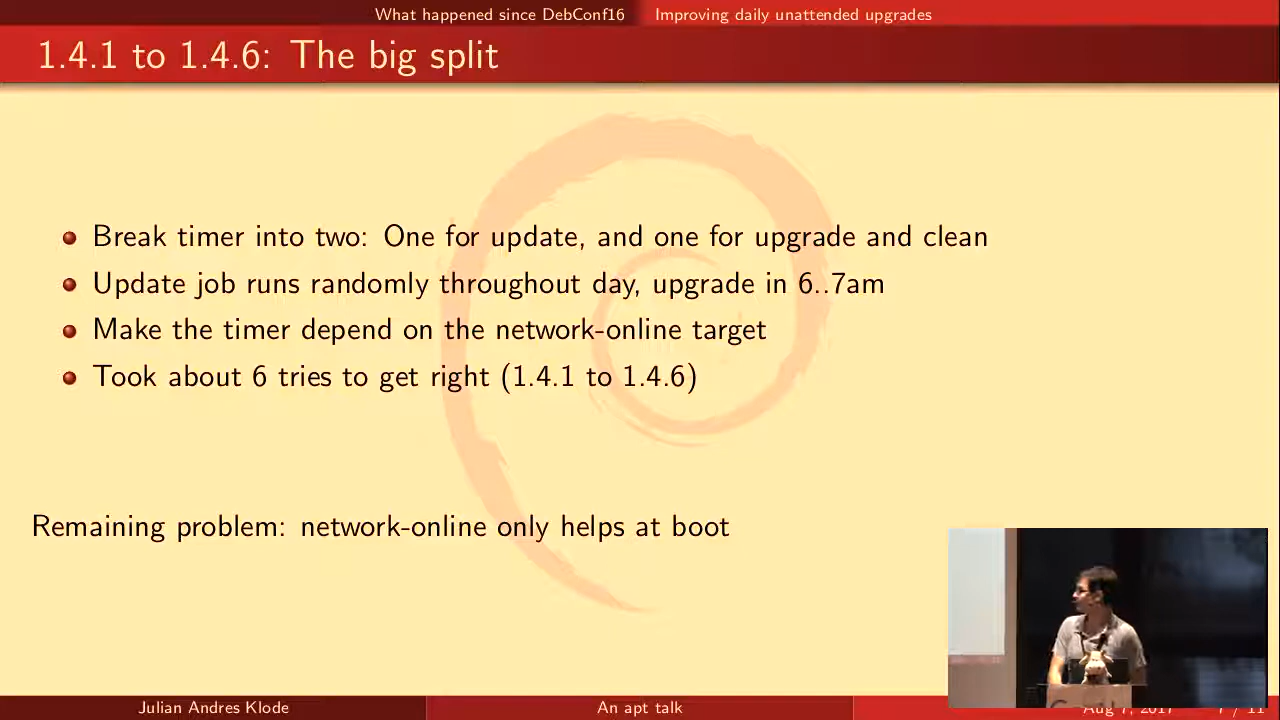 What happened since DebConf16 Improving daily unattended upgrades
1.4.1 to 1.4.6: The big split
Break timer into two: One for update, and one for upgrade and clean
Update job runs randomly throughout day, upgrade in 6..7am
Make the timer depend on the network-online target
Took about 6 tries to get right (1.4.1 to 1.4.6)
Remaining problem: network-online only helps at boot
Julian Andres Klode An apt talk Aug 7, 2017 7 / 11